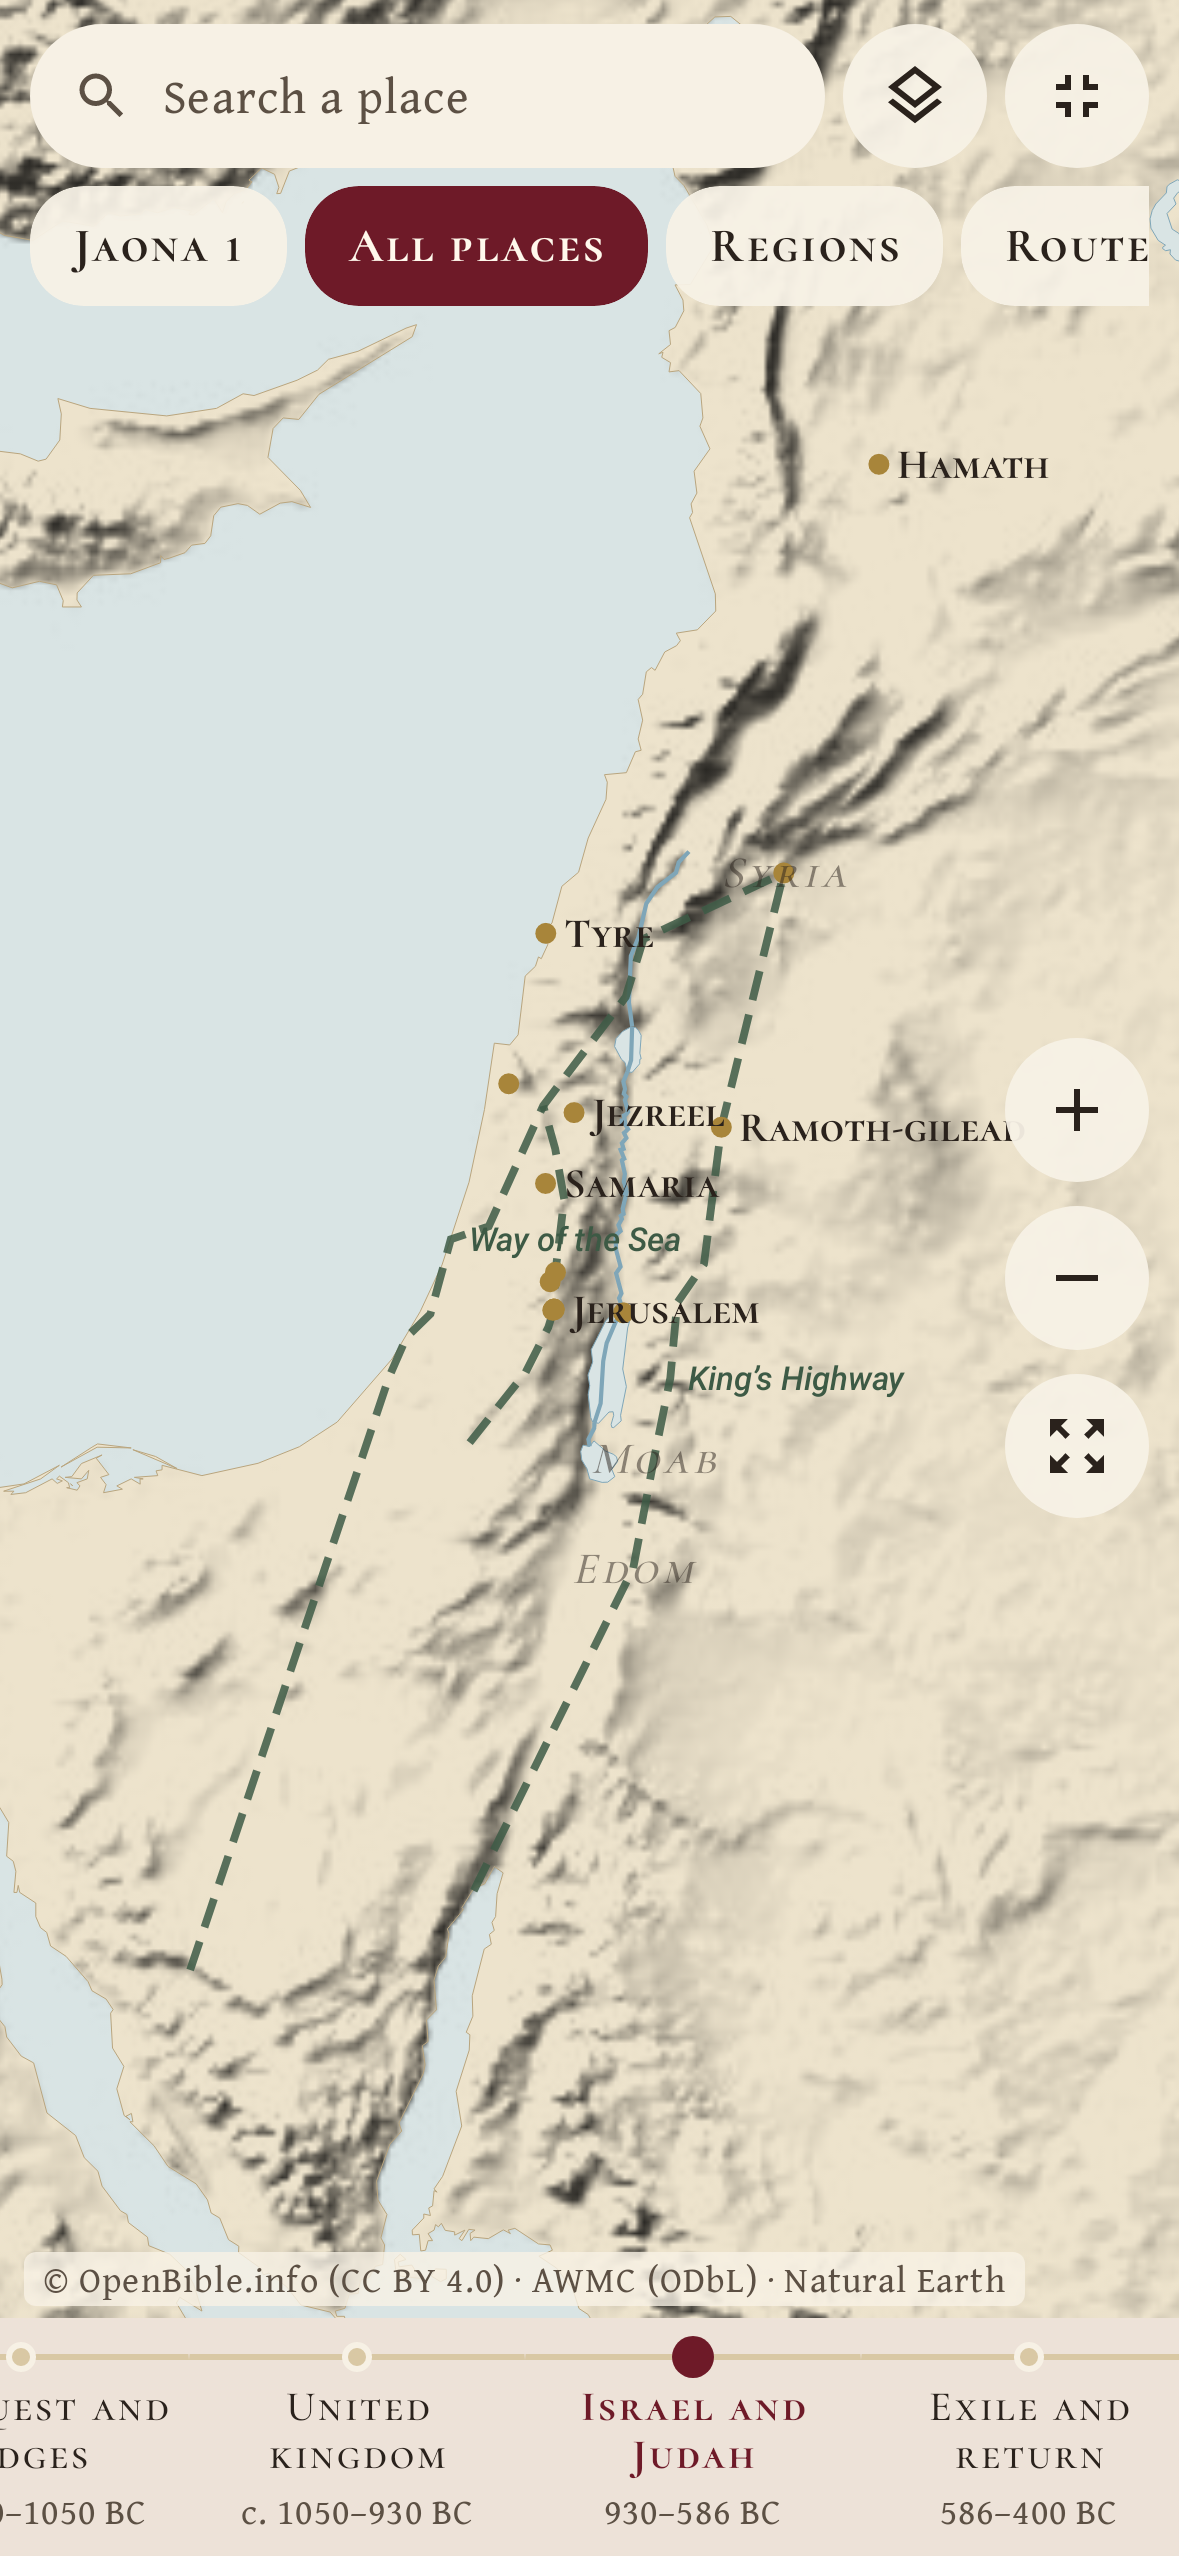 Search a place
Jaona 1
All places
Regions
Route
Hamath
Syria
Tyre
Jezreel
Ramoth-gilead
Samaria
Way of the Sea
Jerusalem
King's Highway
Moab
Edom
© OpenBible.info (CC BY 4.0) · AWMC (ODbL) · Natural Earth
United kingdom
c. 1050–930 BC
Israel and Judah
930–586 BC
Exile and return
586–400 BC